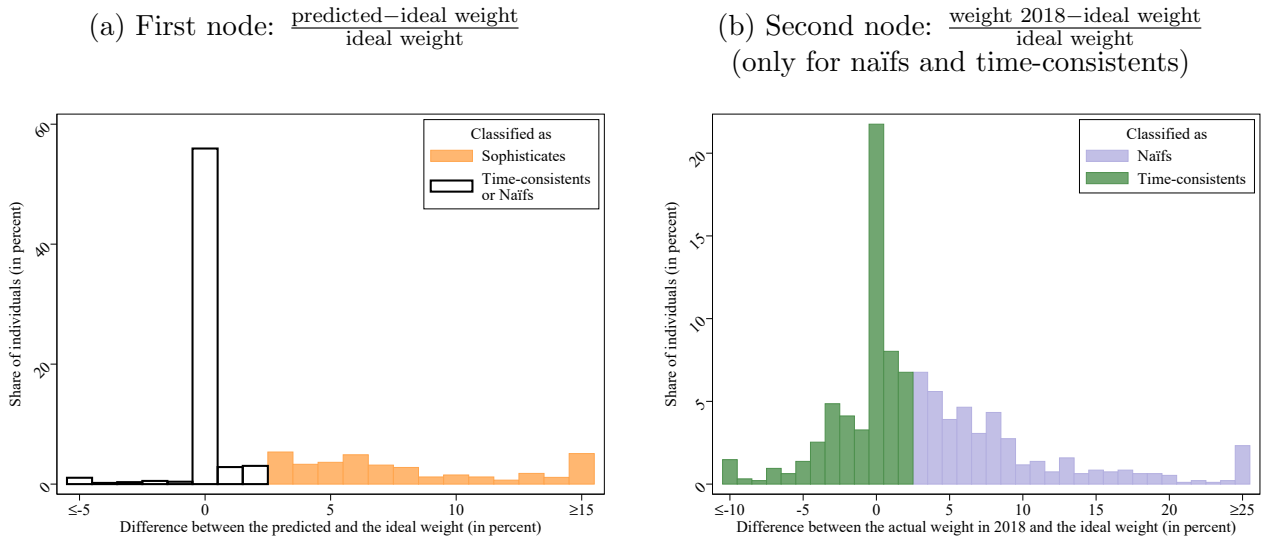 (a) First node: predicted−ideal weight
ideal weight
(b) Second node: weight 2018−ideal weight
ideal weight
(only for naïfs and time-consistents)
Classified as
Sophisticates
Time-consistents
or Naïfs
60
40
20
0
Share of individuals (in percent)
≤-5
0
5
10
≥15
Difference between the predicted and the ideal weight (in percent)
Classified as
Naïfs
Time-consistents
20
15
10
5
0
Share of individuals (in percent)
≤-10
-5
0
5
10
15
20
≥25
Difference between the actual weight in 2018 and the ideal weight (in percent)